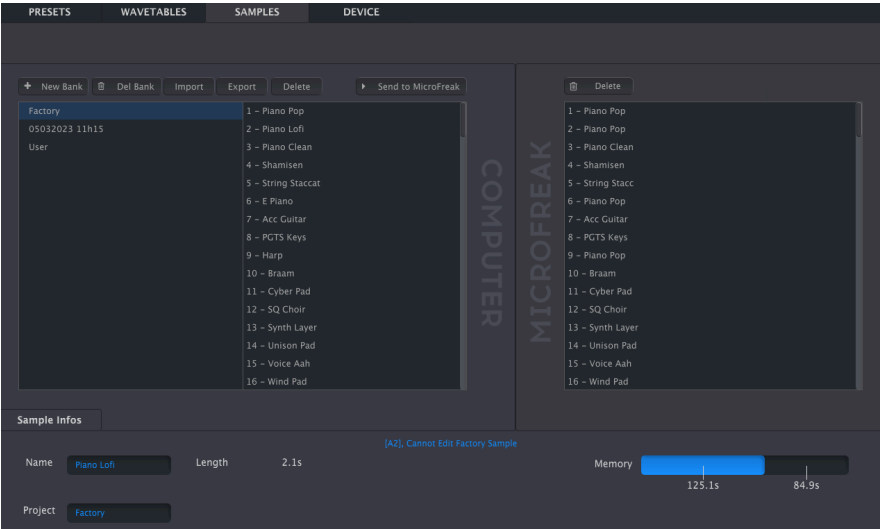 PRESETS WAVETABLES SAMPLES DEVICE
New Bank Del Bank Import Export Delete Send to MicroFreak
Factory
05032023 11h15
User
1 – Piano Pop
2 – Piano Lofi
3 – Piano Clean
4 – Shamisen
5 – String Staccat
6 – E Piano
7 – Acc Guitar
8 – PGTS Keys
9 – Harp
10 – Braam
11 – Cyber Pad
12 – SQ Choir
13 – Synth Layer
14 – Unison Pad
15 – Voice Aah
16 – Wind Pad
COMPUTER
MICROFREAK
Delete
1 – Piano Pop
2 – Piano Pop
3 – Piano Clean
4 – Shamisen
5 – String Stacc
6 – Piano Pop
7 – Acc Guitar
8 – PGTS Keys
9 – Piano Pop
10 – Braam
11 – Cyber Pad
12 – SQ Choir
13 – Synth Layer
14 – Unison Pad
15 – Voice Aah
16 – Wind Pad
Sample Infos
[A2], Cannot Edit Factory Sample
Name Piano Lofi Length 2.1s
Memory
125.1s 84.9s
Project Factory